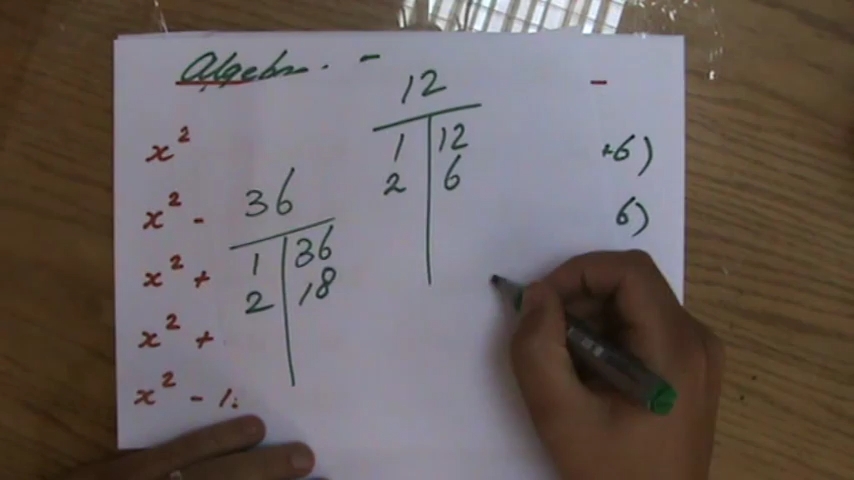 Algebra. -
12
1 | 12
2 | 6
-
x² +6)
x² - 6)
36
1 | 36
2 | 18
x² +
x² +
x² - 1